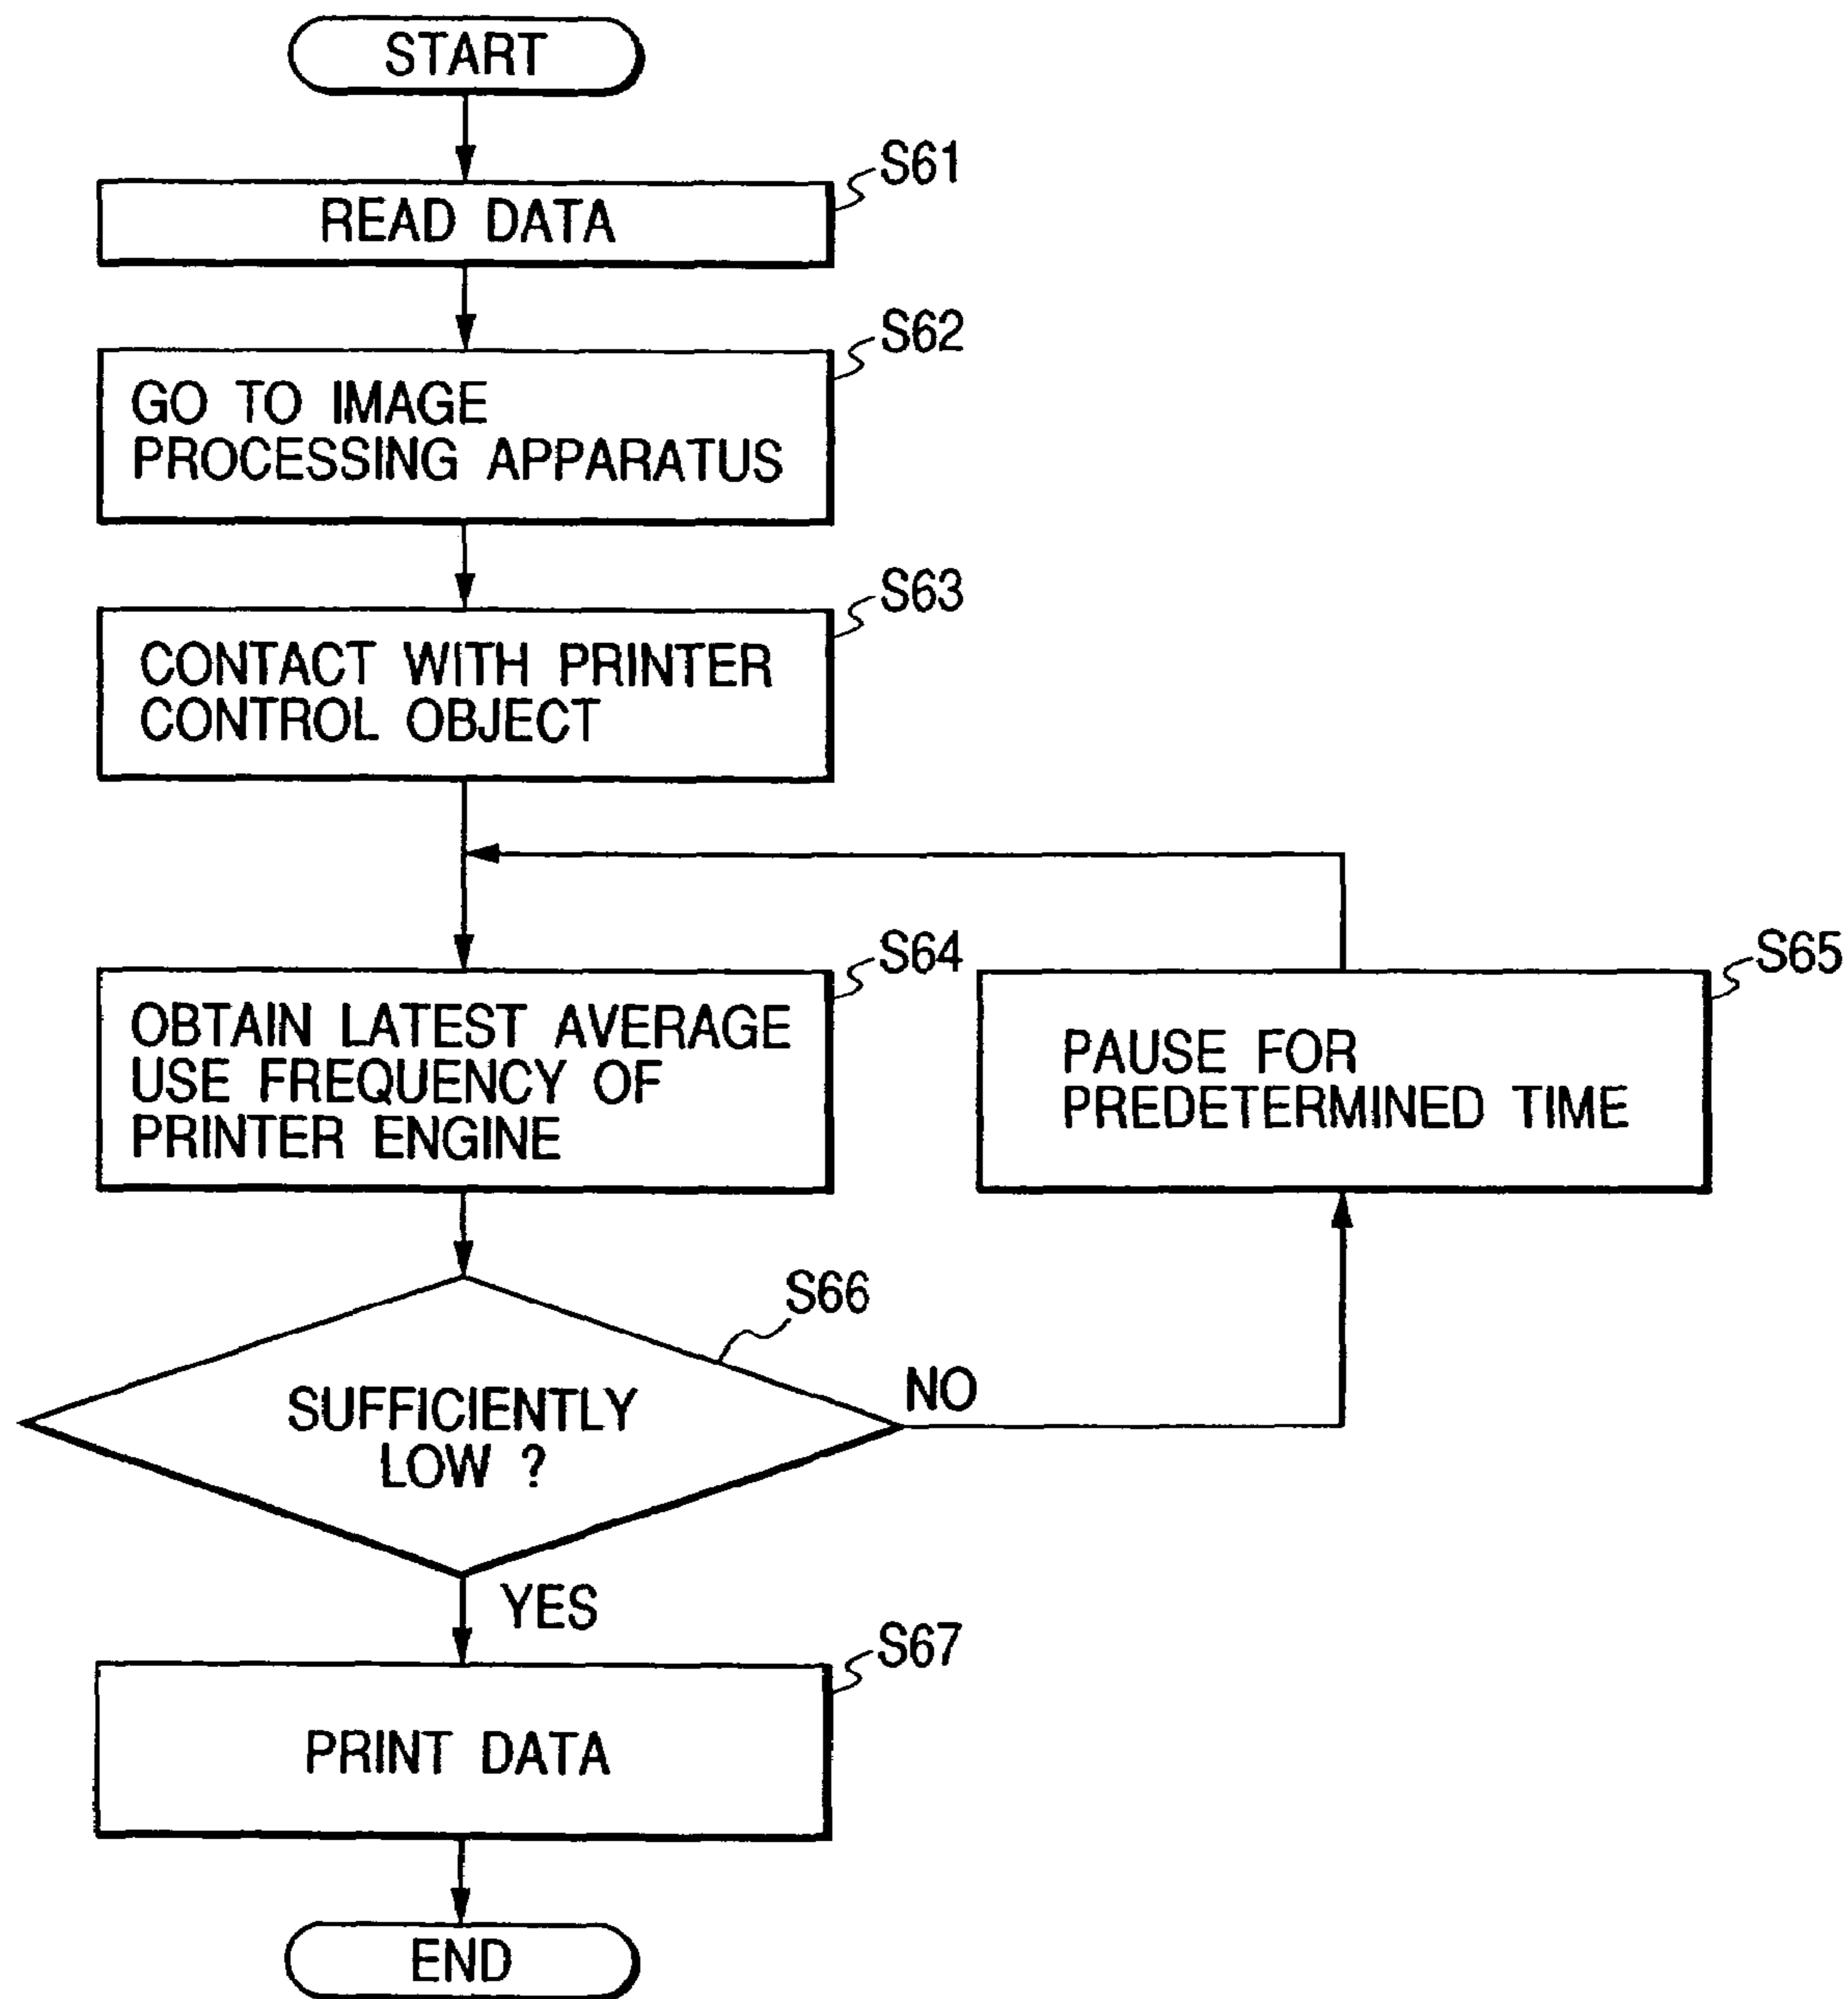 START
S61
READ DATA
S62
GO TO IMAGE
PROCESSING APPARATUS
S63
CONTACT WITH PRINTER
CONTROL OBJECT
S64
OBTAIN LATEST AVERAGE
USE FREQUENCY OF
PRINTER ENGINE
S65
PAUSE FOR
PREDETERMINED TIME
S66
SUFFICIENTLY
LOW ?
NO
YES
S67
PRINT DATA
END